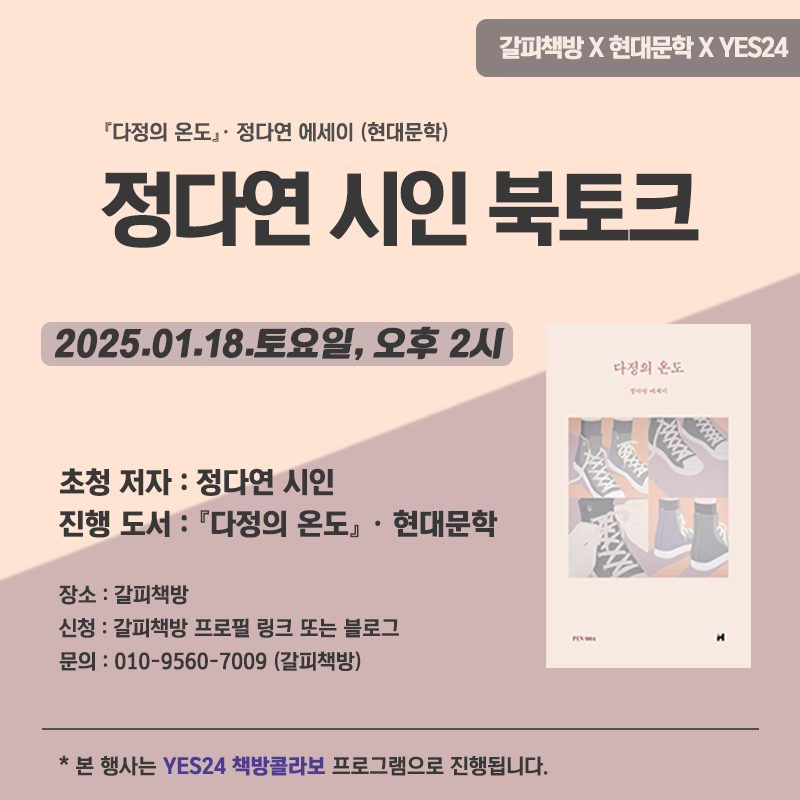 갈피책방 X 현대문학 X YES24
『다정의 온도』· 정다연 에세이 (현대문학)
정다연 시인 북토크
2025.01.18.토요일, 오후 2시
다정의 온도
정다연 에세이
PIN 004
초청 저자 : 정다연 시인
진행 도서 : 『다정의 온도』 · 현대문학
장소 : 갈피책방
신청 : 갈피책방 프로필 링크 또는 블로그
문의 : 010-9560-7009 (갈피책방)
* 본 행사는 YES24 책방콜라보 프로그램으로 진행됩니다.